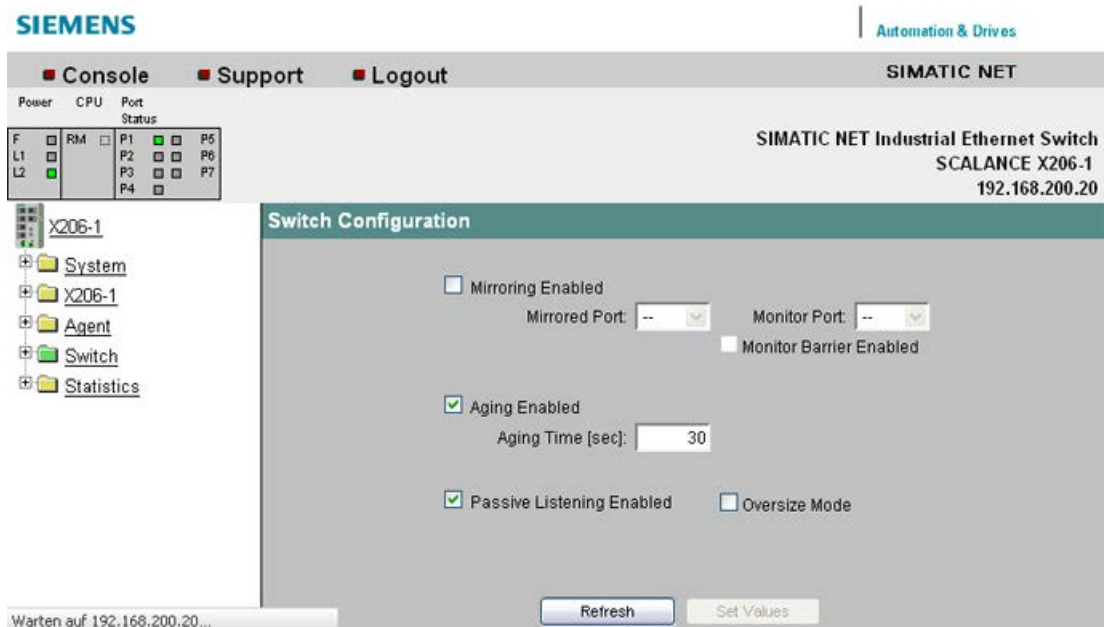 SIEMENS
Automation & Drives
Console Support Logout SIMATIC NET
Power CPU Port Status
F RM P1 P5
L1 P2 P6
L2 P3 P7
P4
SIMATIC NET Industrial Ethernet Switch
SCALANCE X206-1
192.168.200.20
X206-1
System
X206-1
Agent
Switch
Statistics
Switch Configuration
Mirroring Enabled
Mirrored Port: -- Monitor Port: --
Monitor Barrier Enabled
Aging Enabled
Aging Time [sec]: 30
Passive Listening Enabled Oversize Mode
Refresh Set Values
Warten auf 192.168.200.20...